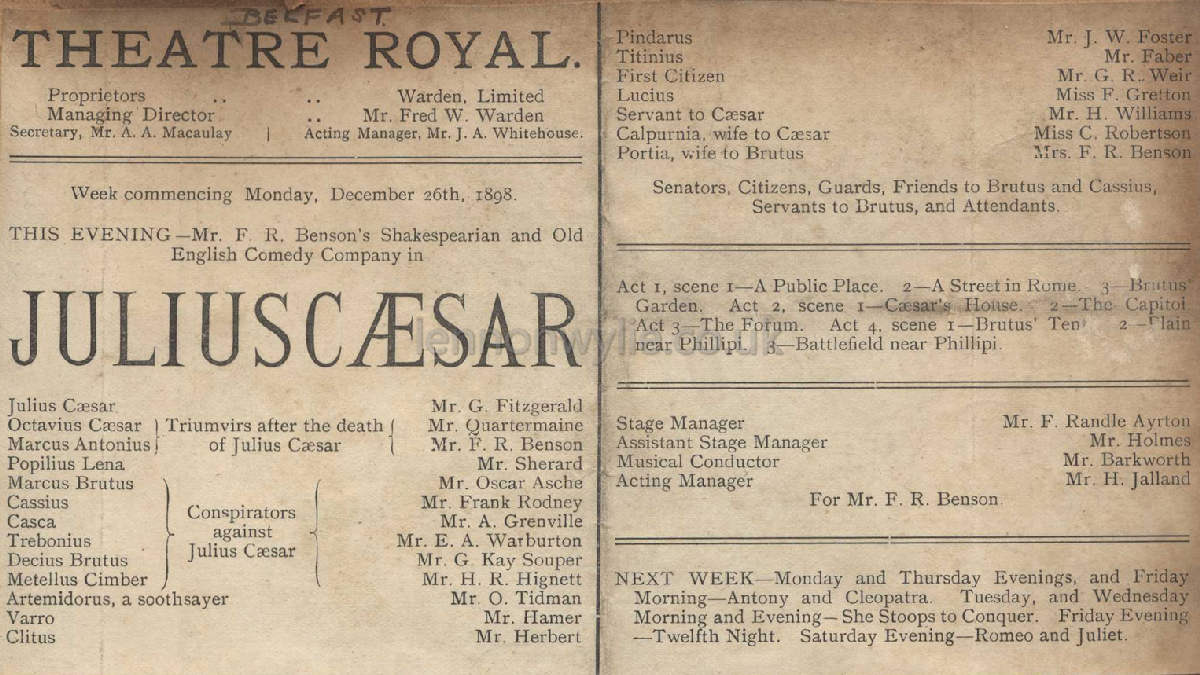 BELFAST.
THEATRE ROYAL.
Proprietors .. .. Warden, Limited
Managing Director .. Mr. Fred W. Warden
Secretary, Mr. A. A. Macaulay | Acting Manager, Mr. J. A. Whitehouse.
Week commencing Monday, December 26th, 1898.
THIS EVENING—Mr. F. R. Benson's Shakespearian and Old
English Comedy Company in
JULIUS CÆSAR
Julius Cæsar Mr. G. Fitzgerald
Octavius Cæsar } Triumvirs after the death { Mr. Quartermaine
Marcus Antonius } of Julius Cæsar { Mr. F. R. Benson
Popilius Lena Mr. Sherard
Marcus Brutus Mr. Oscar Asche
Cassius Mr. Frank Rodney
Conspirators
Casca Mr. A. Grenville
against
Trebonius Mr. E. A. Warburton
Julius Cæsar
Decius Brutus Mr. G. Kay Souper
Metellus Cimber Mr. H. R. Hignett
Artemidorus, a soothsayer Mr. O. Tidman
Varro Mr. Hamer
Clitus Mr. Herbert
Pindarus Mr. J. W. Foster
Titinius Mr. Faber
First Citizen Mr. G. R. Weir
Lucius Miss F. Gretton
Servant to Cæsar Mr. H. Williams
Calpurnia, wife to Cæsar Miss C. Robertson
Portia, wife to Brutus Mrs. F. R. Benson
Senators, Citizens, Guards, Friends to Brutus and Cassius,
Servants to Brutus, and Attendants.
Act 1, scene 1—A Public Place. 2—A Street in Rome. 3—Brutus'
Garden. Act 2, scene 1—Cæsar's House. 2—The Capitol
Act 3—The Forum. Act 4, scene 1—Brutus' Tent 2—Plain
near Phillipi. 3—Battlefield near Phillipi.
lennonwylie.co.uk
Stage Manager Mr. F. Randle Ayrton
Assistant Stage Manager Mr. Holmes
Musical Conductor Mr. Barkworth
Acting Manager Mr. H. Jalland
For Mr. F. R. Benson.
NEXT WEEK—Monday and Thursday Evenings, and Friday
Morning—Antony and Cleopatra. Tuesday, and Wednesday
Morning and Evening—She Stoops to Conquer. Friday Evening
—Twelfth Night. Saturday Evening—Romeo and Juliet.